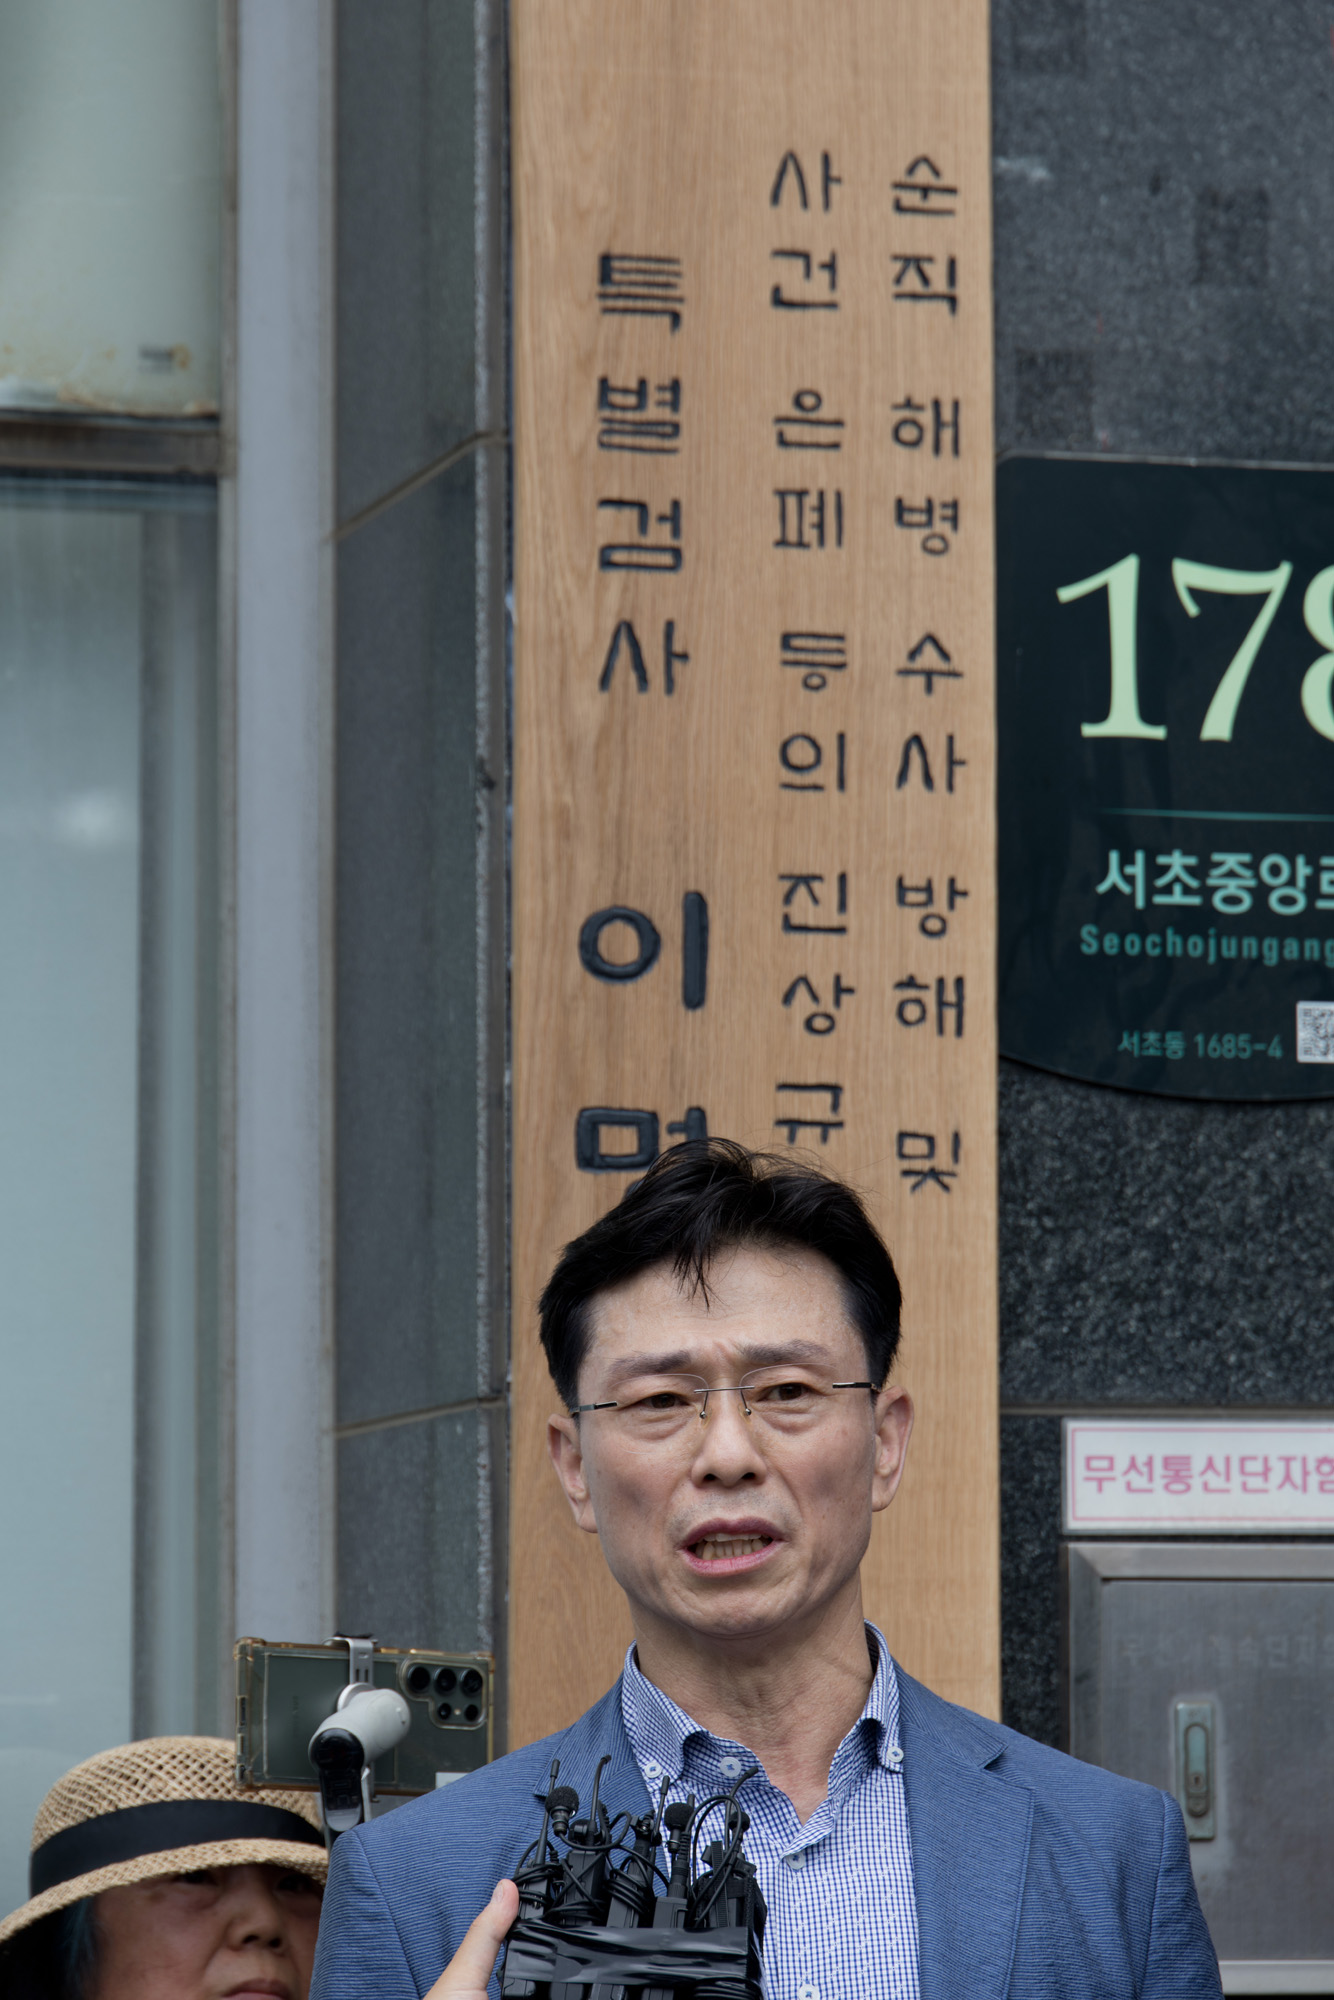 순직 해병 수사 방해 및
사건 은폐 등의 진상 규
특별검사 이
178
서초중앙
Seochojungang
서초동 1685-4
무선통신단자함